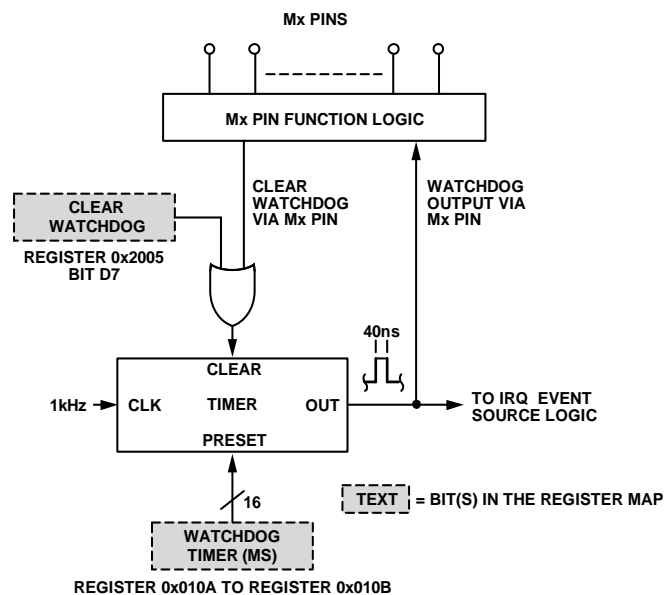 Mx PINS
Mx PIN FUNCTION LOGIC
CLEAR
WATCHDOG
VIA Mx PIN
WATCHDOG
OUTPUT VIA
Mx PIN
CLEAR
WATCHDOG
REGISTER 0x2005
BIT D7
40ns
CLEAR
1kHz
CLK
TIMER
OUT
PRESET
TO IRQ EVENT
SOURCE LOGIC
16
TEXT = BIT(S) IN THE REGISTER MAP
WATCHDOG
TIMER (MS)
REGISTER 0x010A TO REGISTER 0x010B